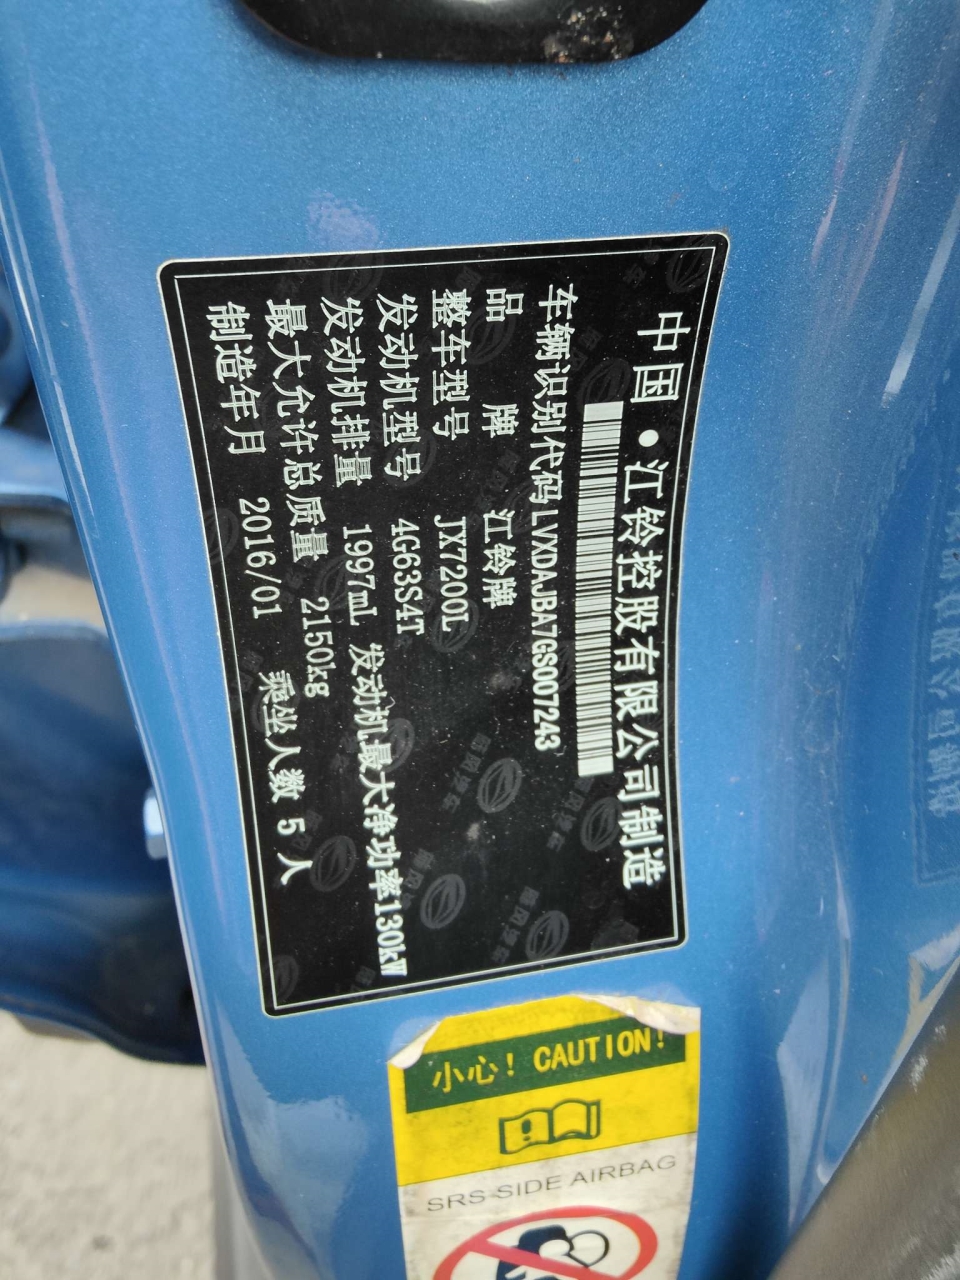 中国•江铃控股有限公司制造
车辆识别代码 LVXDAJBA7GS007243
品牌 江铃牌
整车型号 JX7200L
发动机型号 4G63S4T
发动机排量 1997mL 发动机最大净功率130kW
最大允许总质量 2150kg
制造年月 2016/01 乘坐人数 5 人
小心! CAUTION!
SRS-SIDE AIRBAG